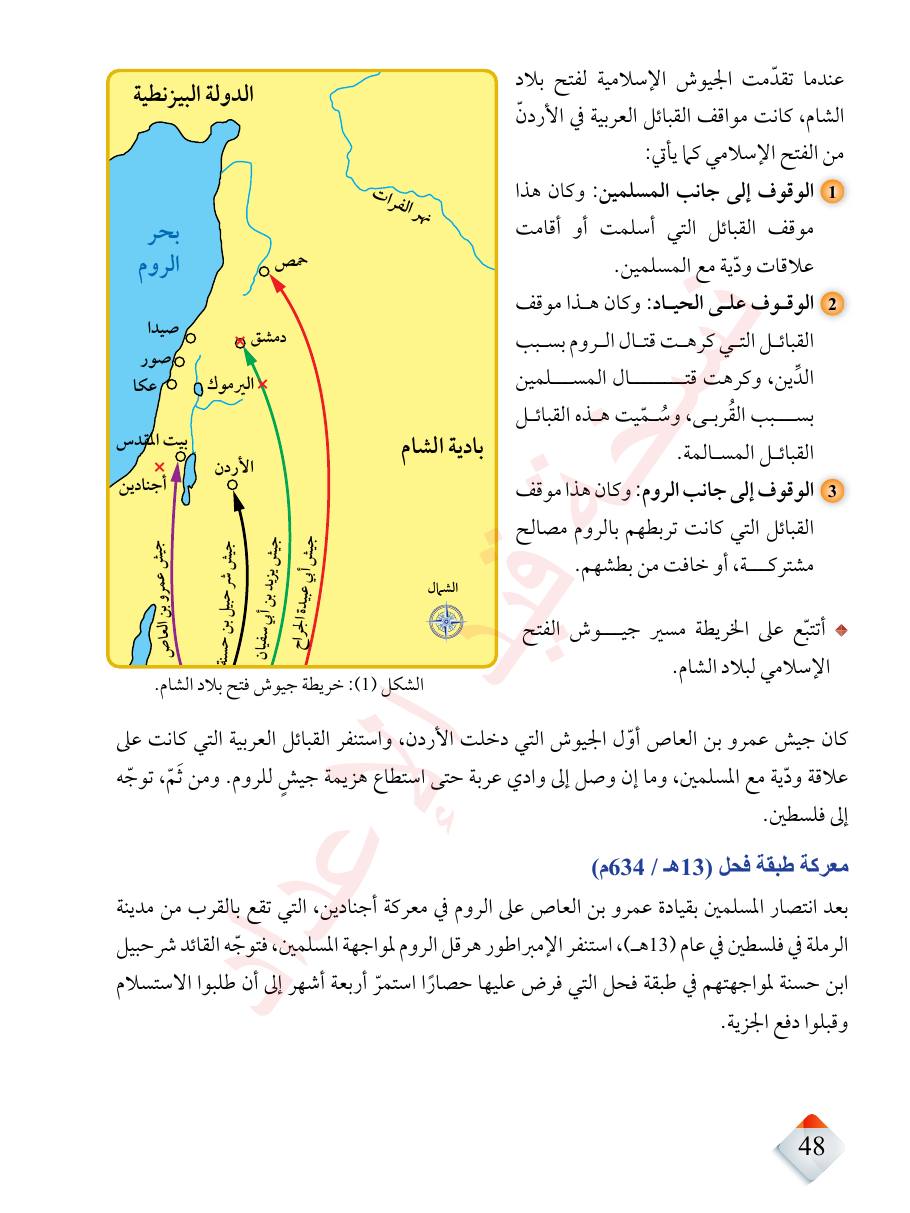 عندما تقدّمت الجيوش الإسلامية لفتح بلاد
الشام، كانت مواقف القبائل العربية في الأردنّ
من الفتح الإسلامي كما يأتي:
1 الوقوف إلى جانب المسلمين: وكان هذا
موقف القبائل التي أسلمت أو أقامت
علاقات ودّية مع المسلمين.
2 الوقوف على الحياد: وكان هذا موقف
القبائل التي كرهت قتال الروم بسبب
الدِّين، وكرهت قتال المسلمين
بسبب القُربى، وسُمّيت هذه القبائل
القبائل المسالمة.
3 الوقوف إلى جانب الروم: وكان هذا موقف
القبائل التي كانت تربطهم بالروم مصالح
مشتركة، أو خافت من بطشهم.
أتتبّع على الخريطة مسير جيوش الفتح
الإسلامي لبلاد الشام.
الدولة البيزنطية
نهر الفرات
بحر
الروم
حمص
صيدا
دمشق
صور
عكا
اليرموك
بيت المقدس
الأردن
بادية الشام
أجنادين
جيش عمرو بن العاص
جيش شرحبيل بن حسنة
جيش يزيد بن أبي سفيان
جيش أبي عبيدة الجراح
الشمال
الشكل (1): خريطة جيوش فتح بلاد الشام.
كان جيش عمرو بن العاص أوّل الجيوش التي دخلت الأردن، واستنفر القبائل العربية التي كانت على
علاقة ودّية مع المسلمين، وما إن وصل إلى وادي عربة حتى استطاع هزيمة جيشٍ للروم. ومن ثَمّ، توجّه
إلى فلسطين.
معركة طبقة فحل (13هـ / 634م)
بعد انتصار المسلمين بقيادة عمرو بن العاص على الروم في معركة أجنادين، التي تقع بالقرب من مدينة
الرملة في فلسطين في عام (13هـ)، استنفر الإمبراطور هرقل الروم لمواجهة المسلمين، فتوجّه القائد شرحبيل
ابن حسنة لمواجهتهم في طبقة فحل التي فرض عليها حصارًا استمرّ أربعة أشهر إلى أن طلبوا الاستسلام
وقبلوا دفع الجزية.
48
نسخة قيد الإعداد